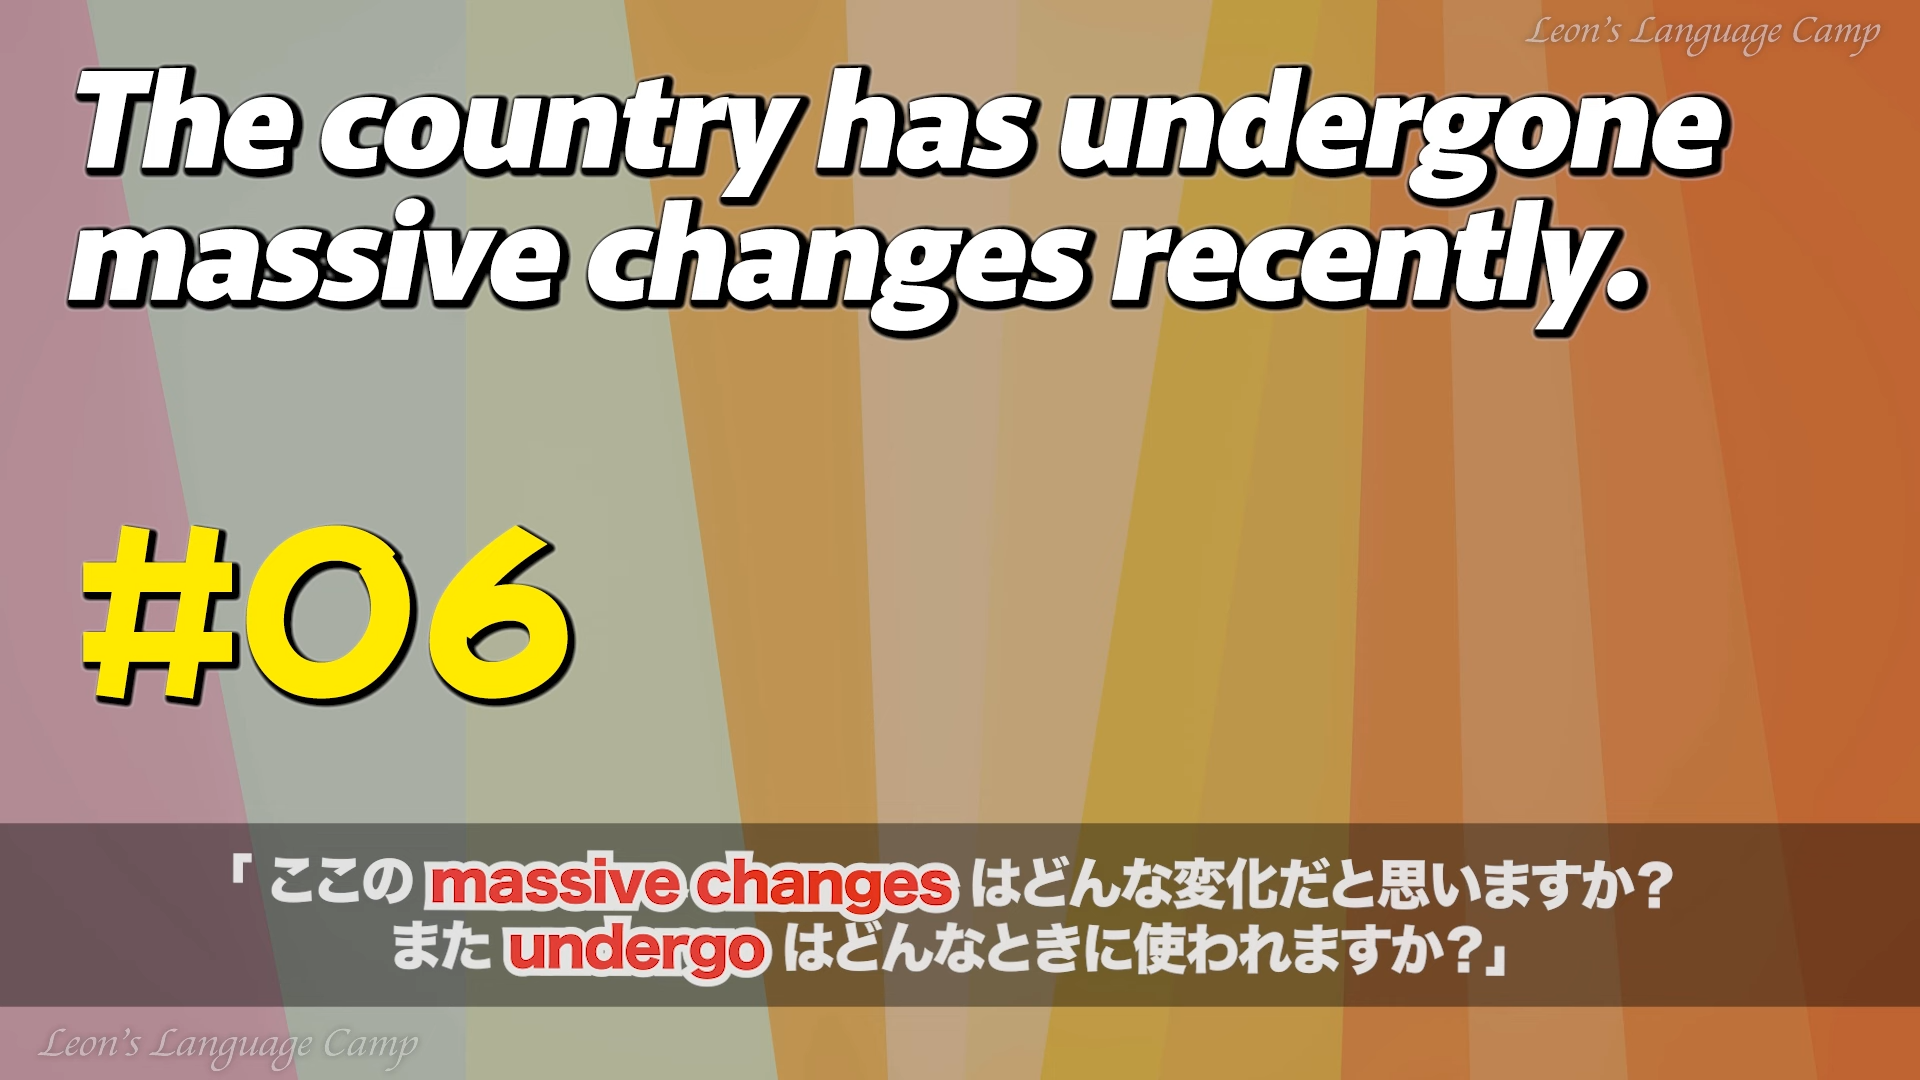 Leon's Language Camp
The country has undergone
massive changes recently.
#06
「ここの massive changes はどんな変化だと思いますか？
また undergo はどんなときに使われますか？」
Leon's Language Camp